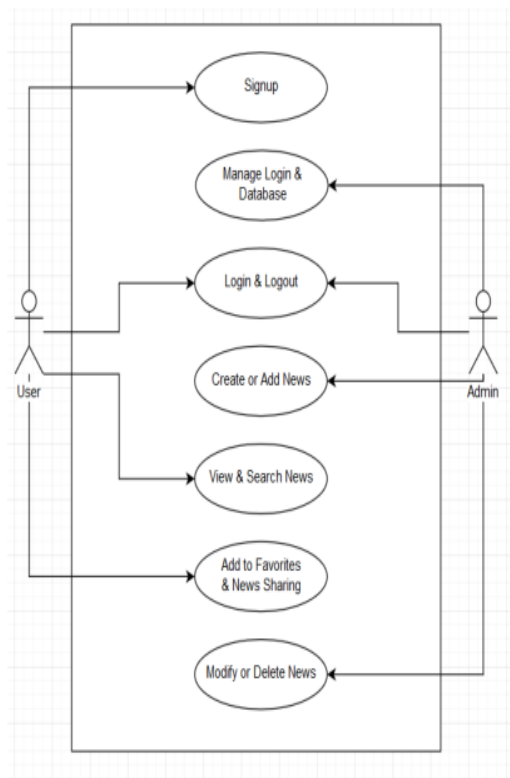 Signup
Manage Login &
Database
Login & Logout
Create or Add News
User
Admin
View & Search News
Add to Favorites
& News Sharing
Modify or Delete News